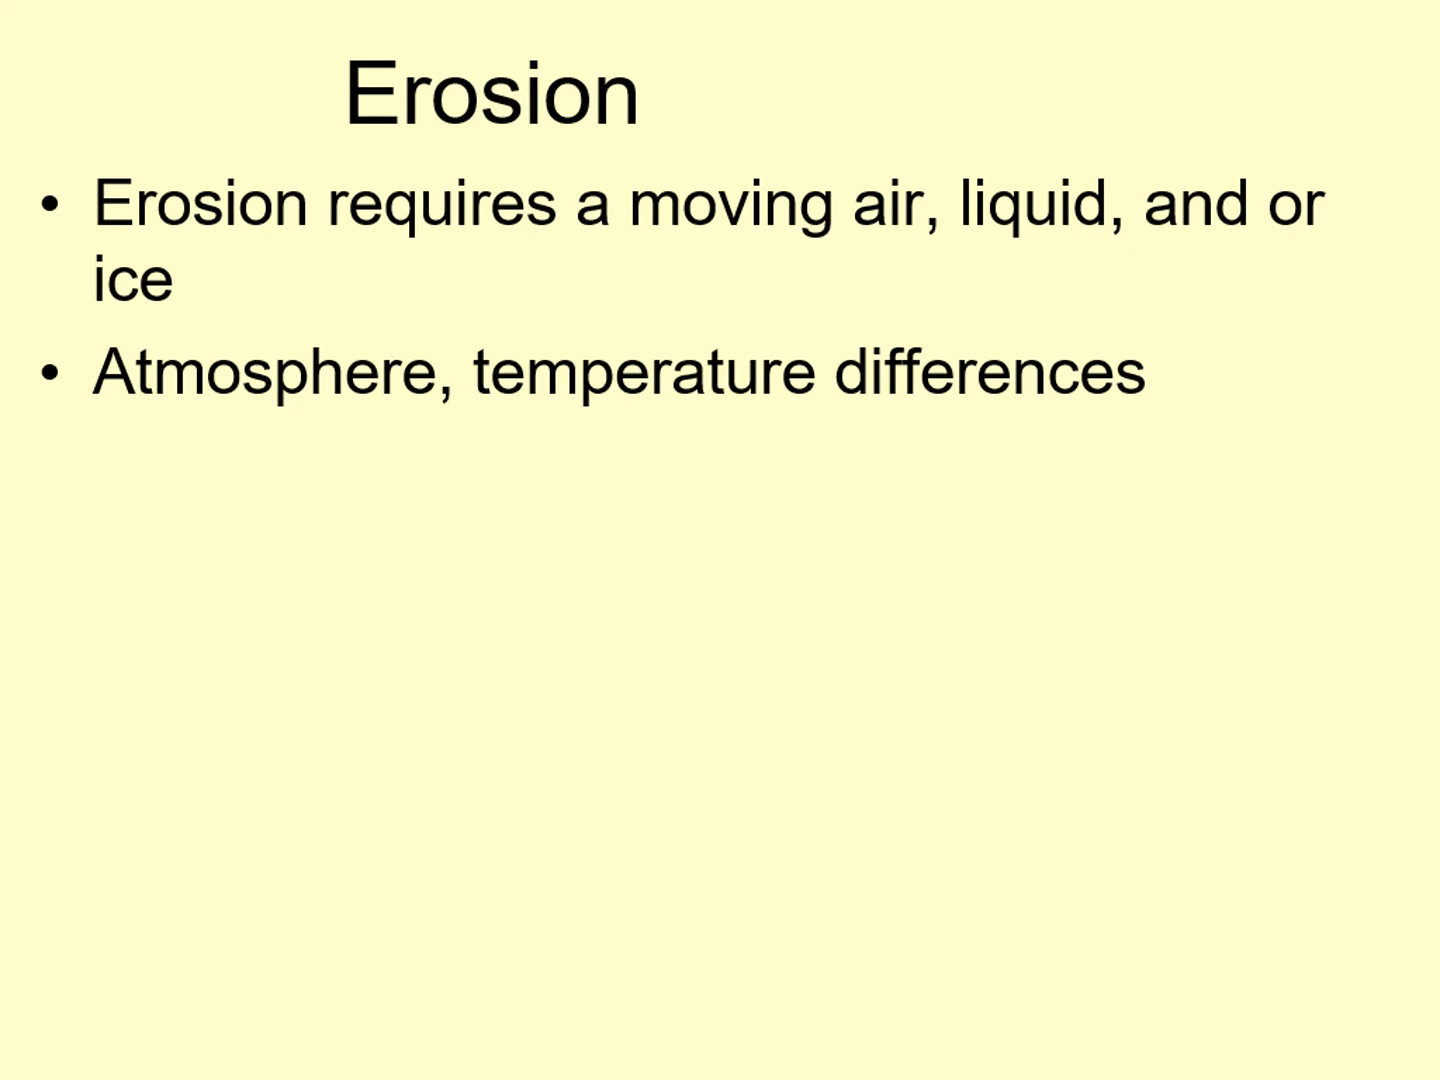 Erosion
• Erosion requires a moving air, liquid, and or
ice
• Atmosphere, temperature differences